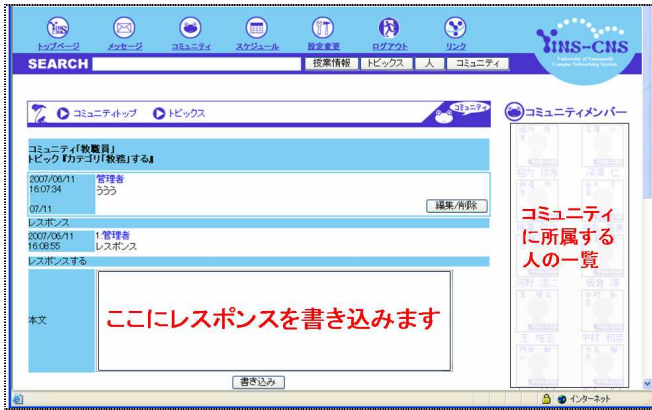 トップページ メッセージ コミュニティ スケジュール 設定変更 ログアウト リンク
YINS-CNS
University of Yamanashi
Campus Networking System
SEARCH 授業情報 トピックス 人 コミュニティ
コミュニティトップ トピックス コミュニティ
コミュニティメンバー
コミュニティ「教職員」
トピック『カテゴリ「教務」する』
2007/06/11 管理者
16:07:34 ううう
07/11 編集/削除
レスポンス
2007/06/11 1:管理者
16:08:55 レスポンス
レスポンスする
本文
ここにレスポンスを書き込みます
書き込み
コミュニティ
に所属する
人の一覧
インターネット